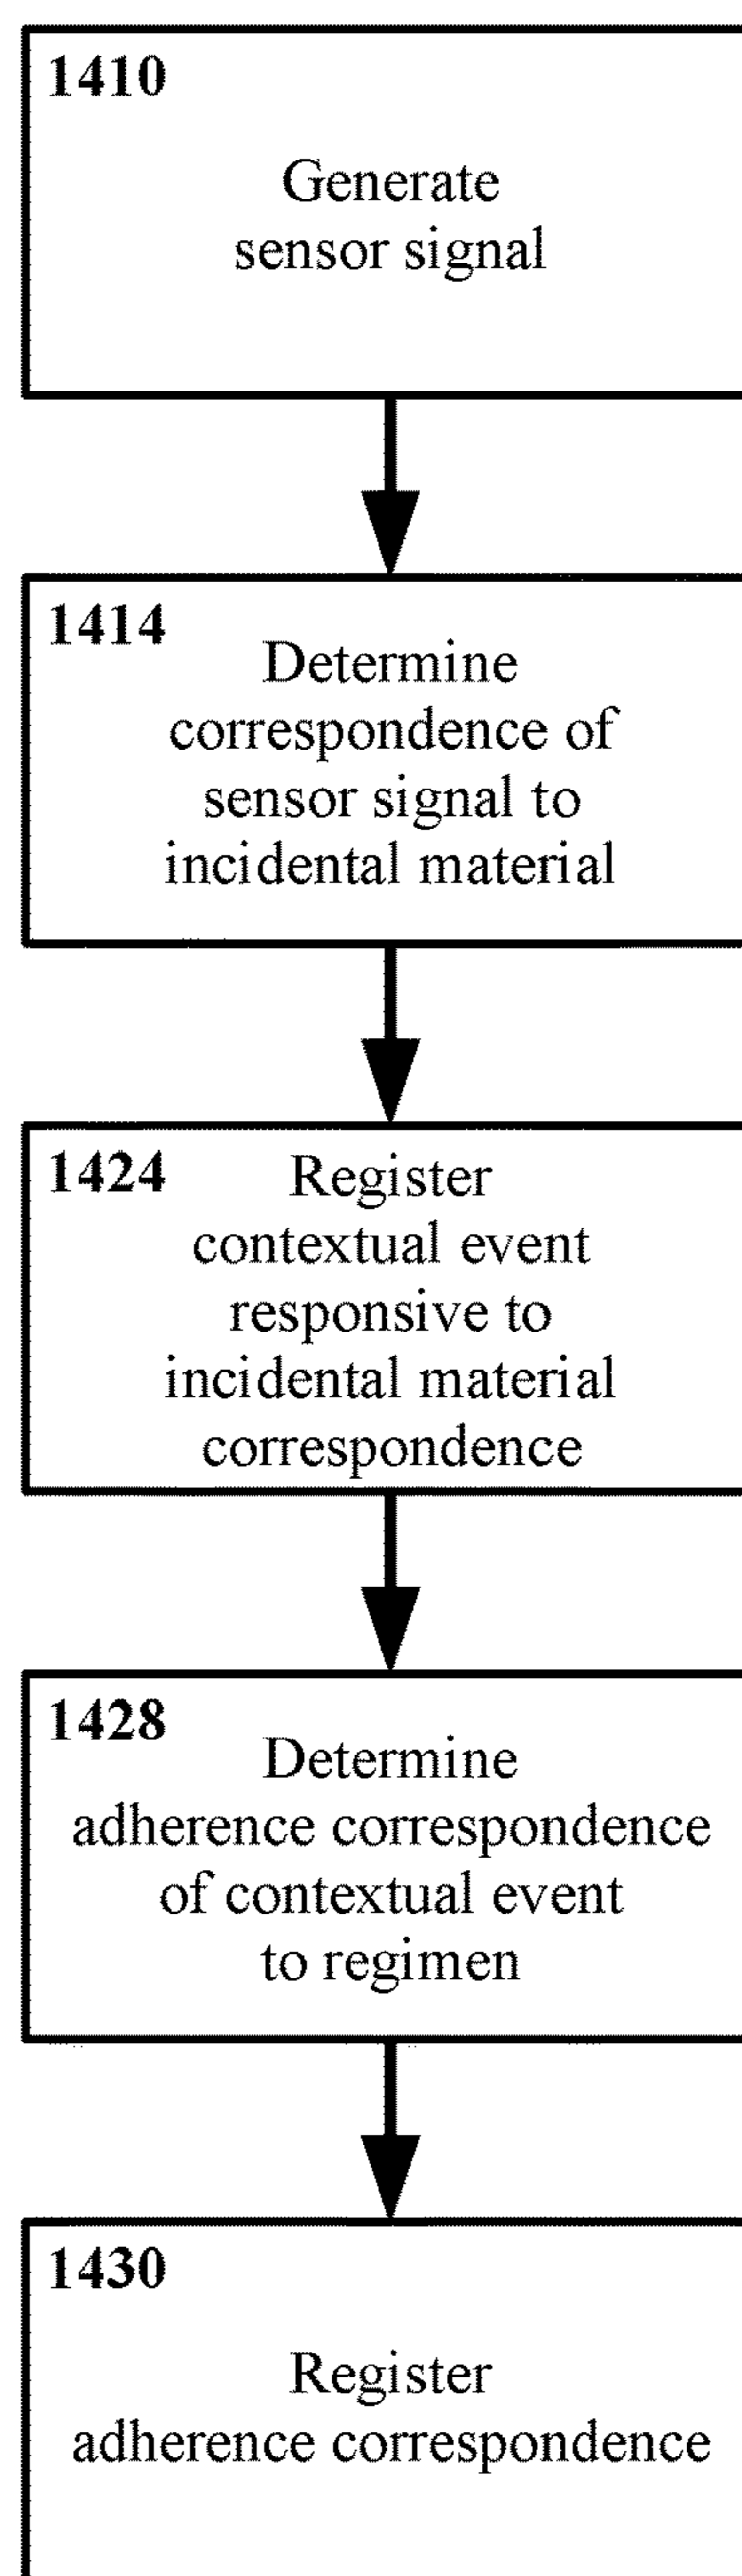 1410
Generate
sensor signal
1414
Determine
correspondence of
sensor signal to
incidental material
1424
Register
contextual event
responsive to
incidental material
correspondence
1428
Determine
adherence correspondence
of contextual event
to regimen
1430
Register
adherence correspondence